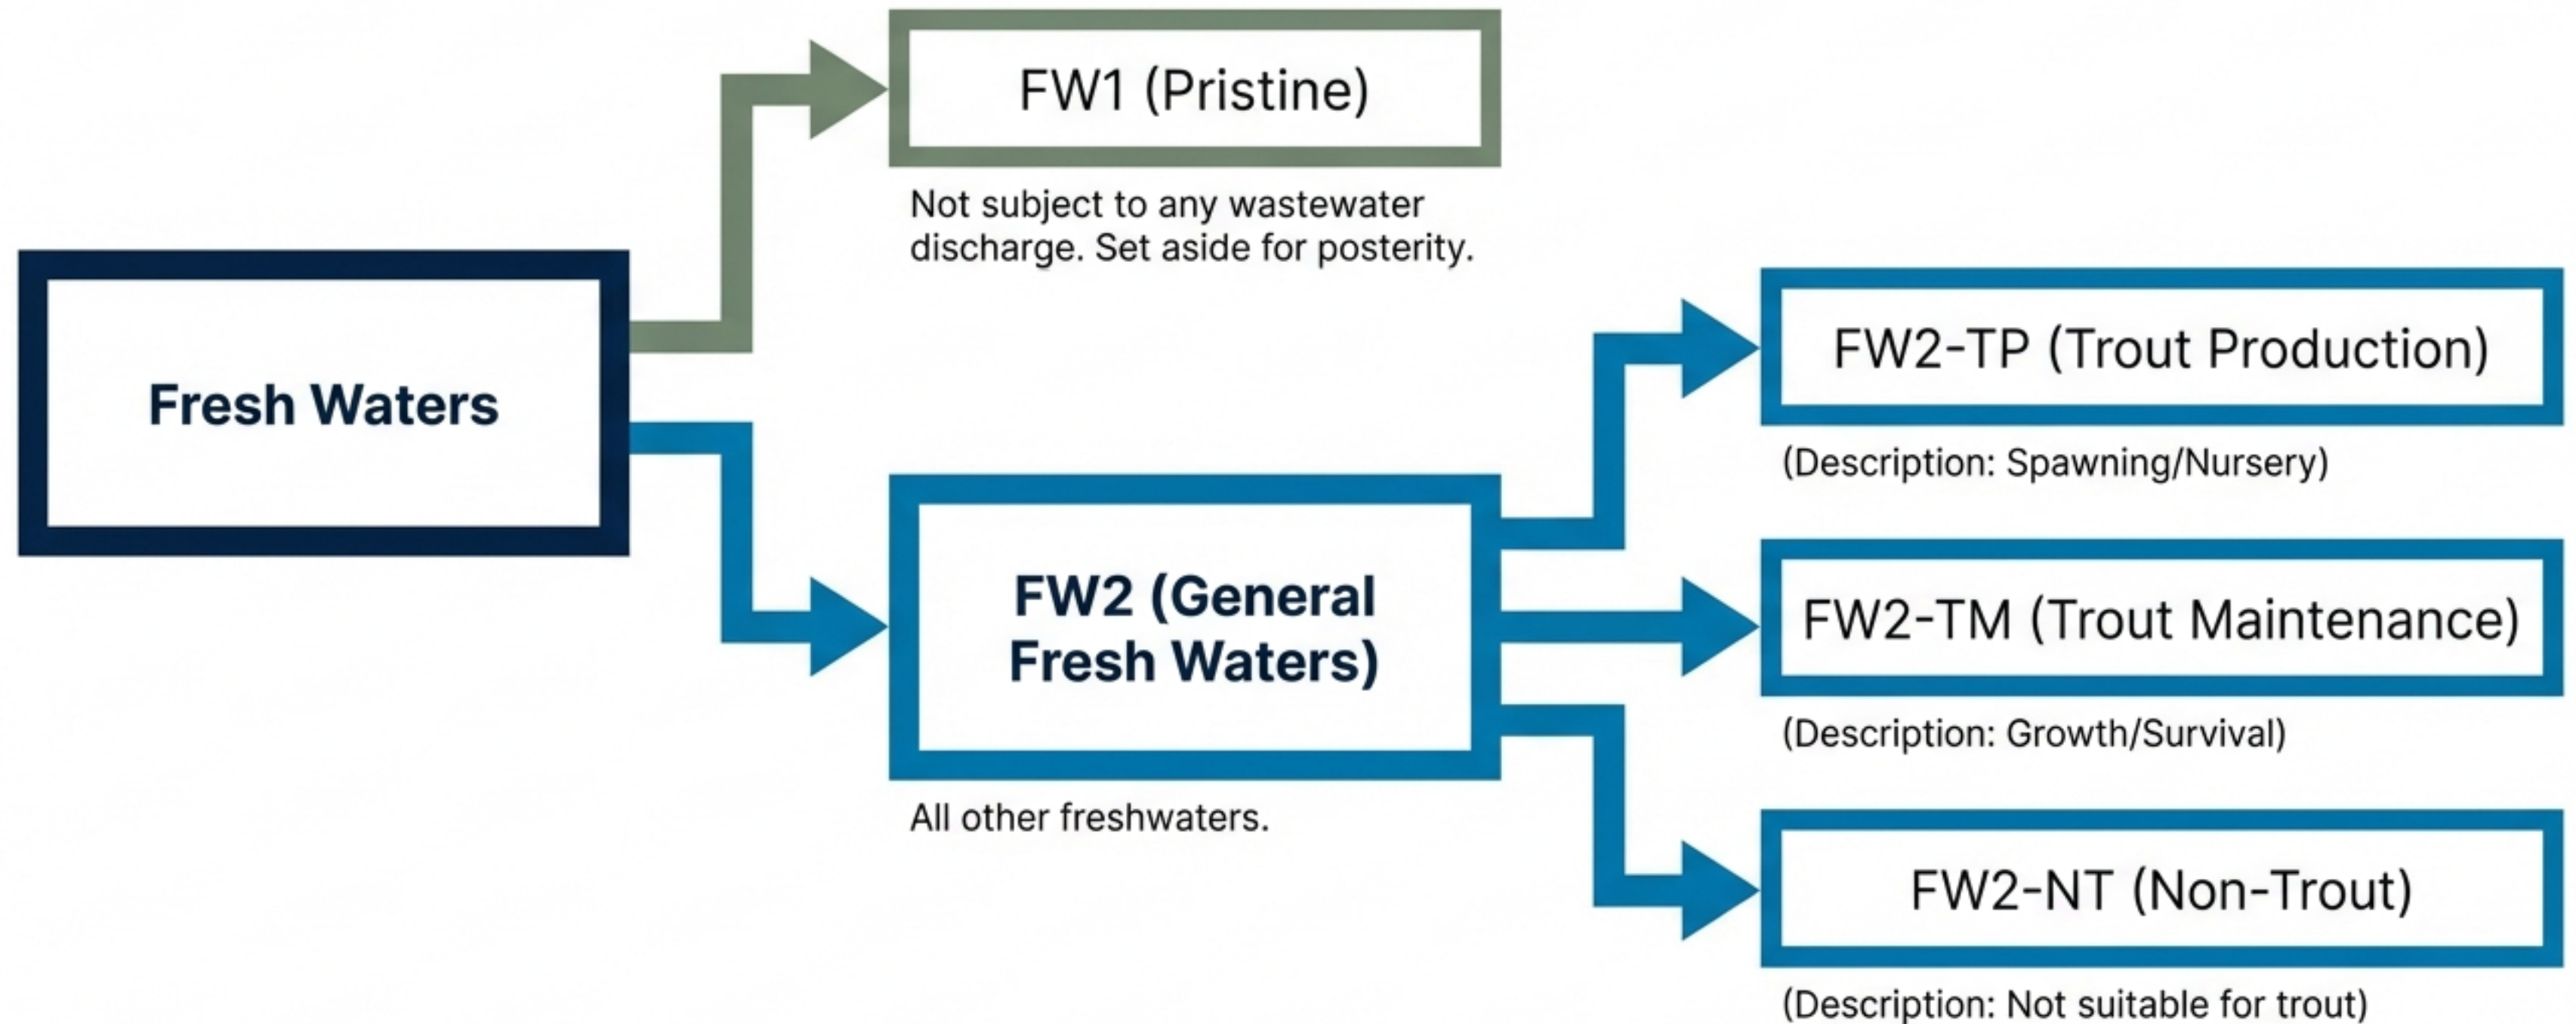 FW1 (Pristine)
Not subject to any wastewater
discharge. Set aside for posterity.
Fresh Waters
FW2 (General
Fresh Waters)
All other freshwaters.
FW2-TP (Trout Production)
(Description: Spawning/Nursery)
FW2-TM (Trout Maintenance)
(Description: Growth/Survival)
FW2-NT (Non-Trout)
(Description: Not suitable for trout)